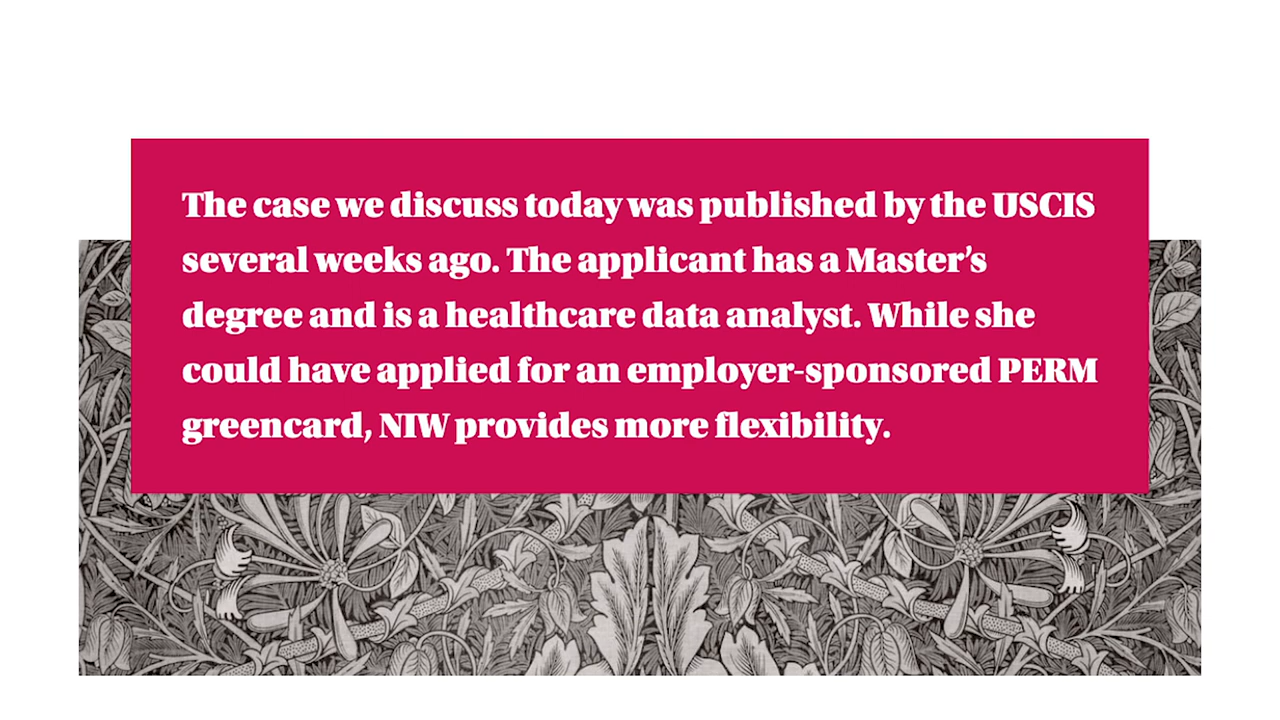 The case we discuss today was published by the USCIS
several weeks ago. The applicant has a Master’s
degree and is a healthcare data analyst. While she
could have applied for an employer-sponsored PERM
greencard, NIW provides more flexibility.